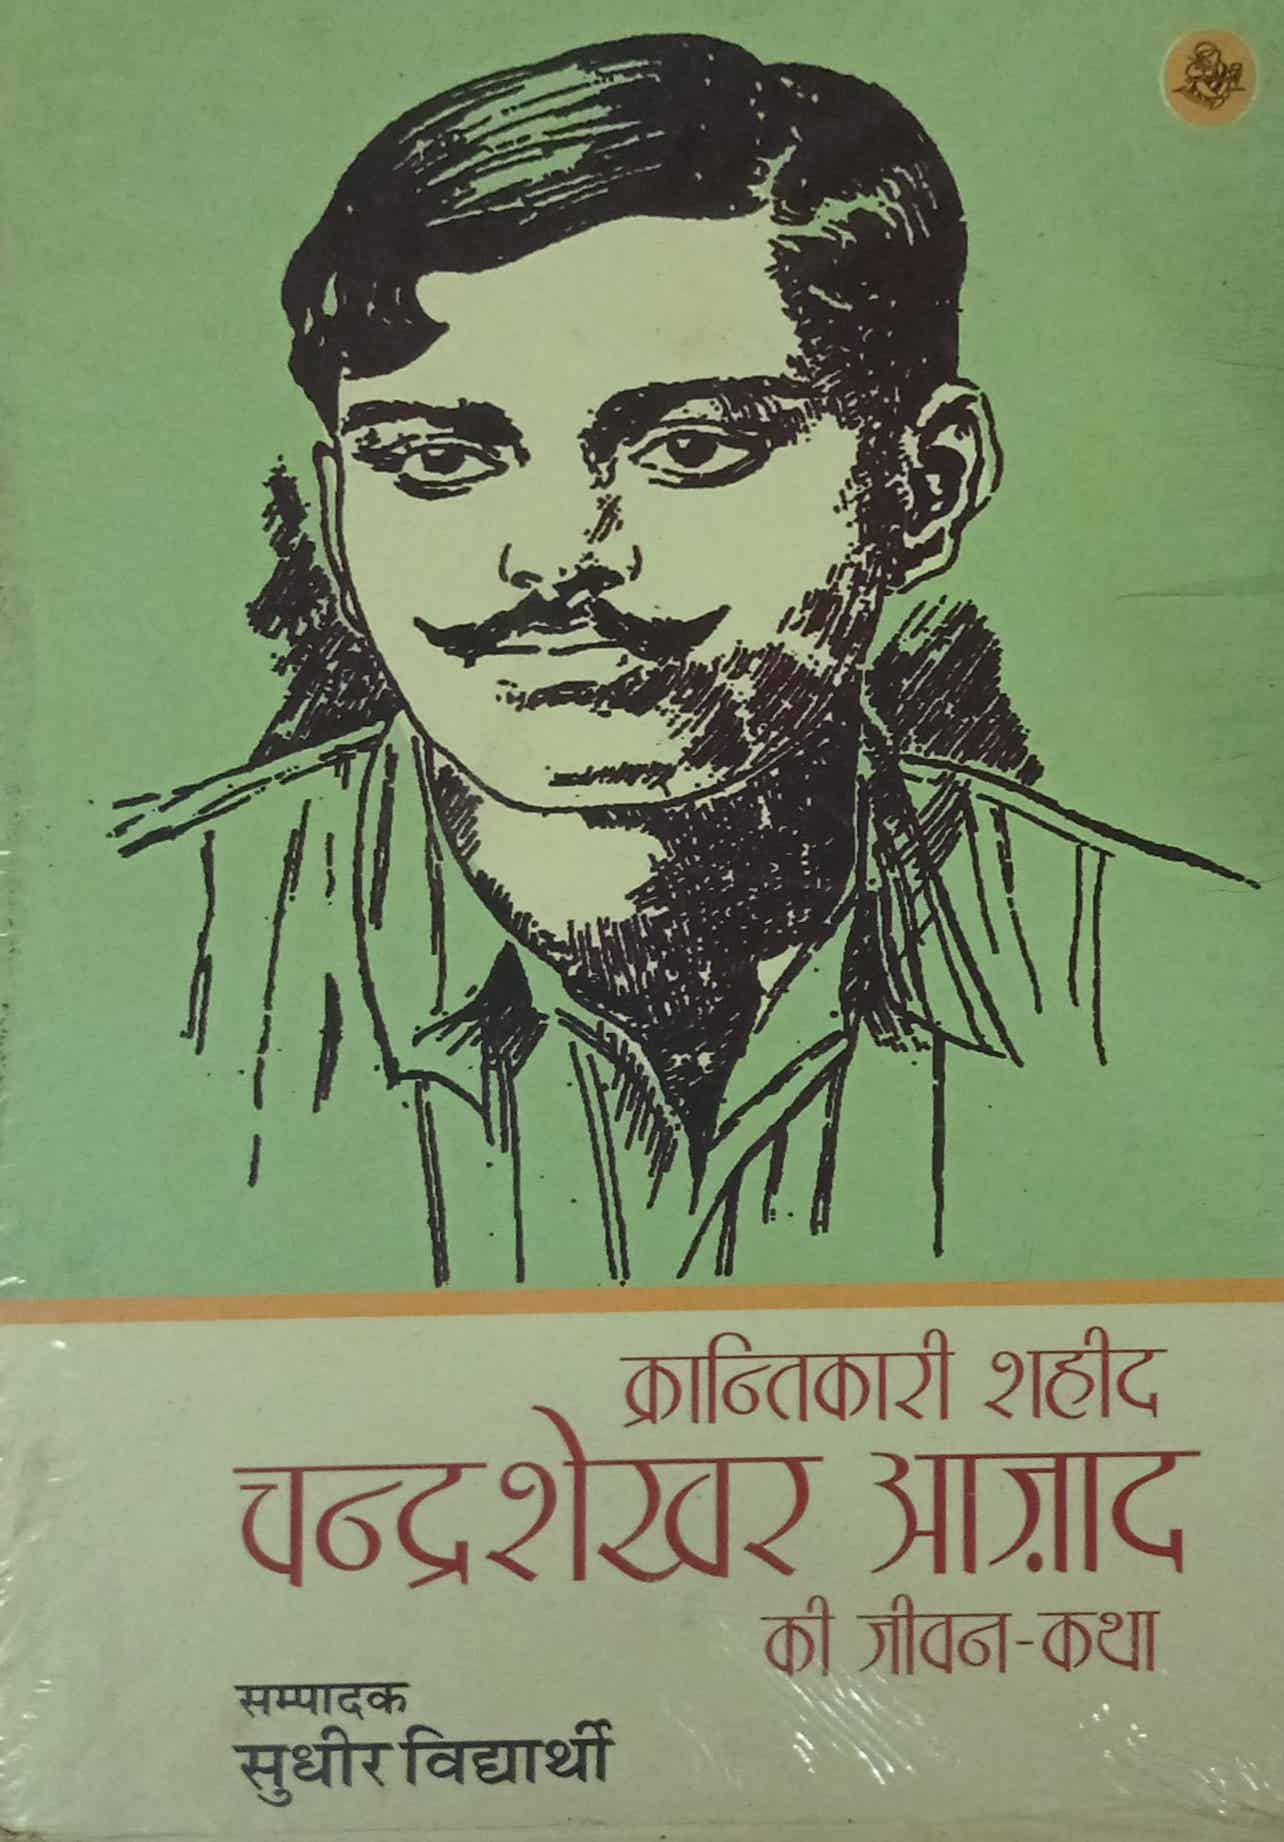 क्रान्तिकारी शहीद
चन्द्रशेखर आज़ाद
की जीवन-कथा
सम्पादक
सुधीर विद्यार्थी